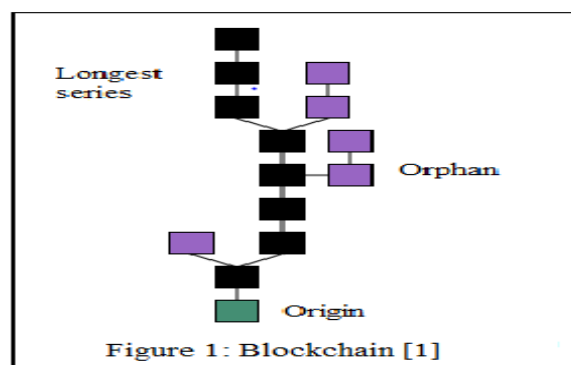 Longest
series
Orphan
Origin
Figure 1: Blockchain [1]